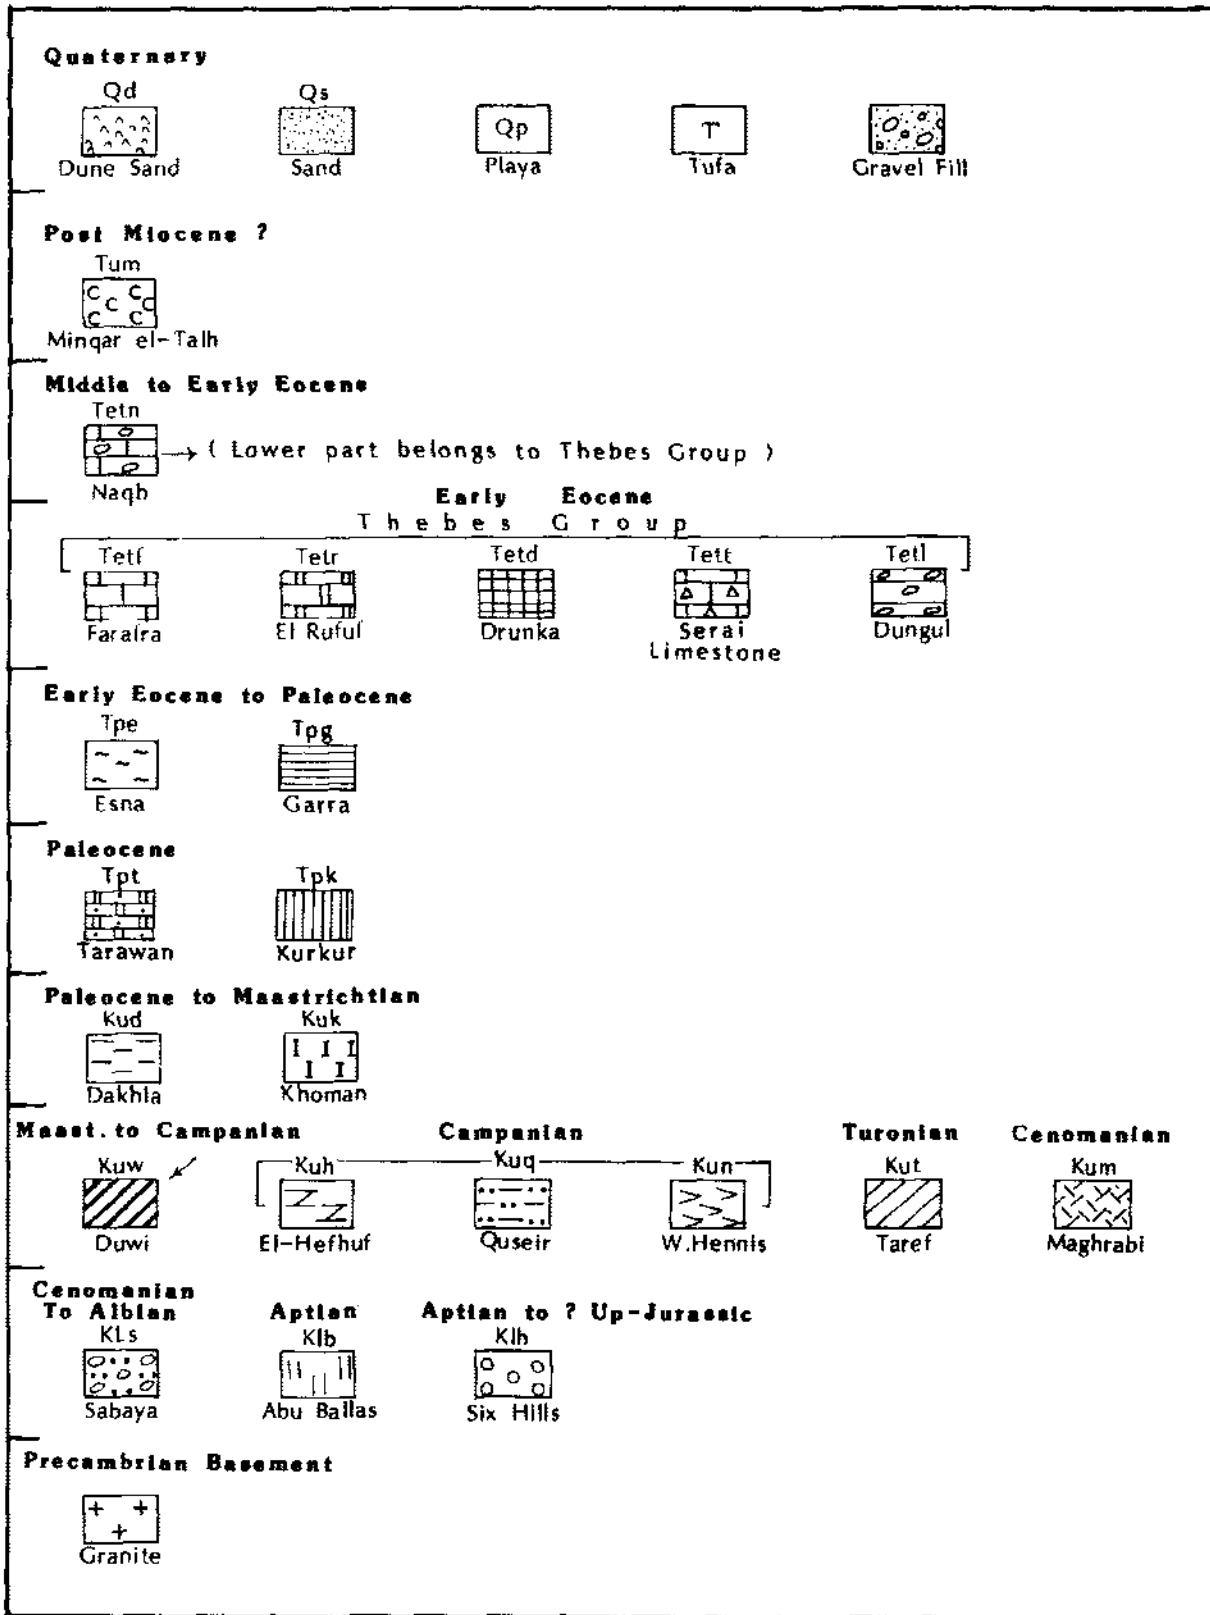 Quaternary
Qd Qs
Qp T
Dune Sand Sand Playa Tufa Gravel Fill
Post Miocene ?
Tum
C C C C C C
Minqar el-Talh
Middle to Early Eocene
Tetn
( Lower part belongs to Thebes Group )
Naqb
Early Eocene
Thebes Group
Tetf Tetr Tetd Tett Tetl
Farafra El Rufuf Drunka Serai Dungul
Limestone
Early Eocene to Paleocene
Tpe Tpg
Esna Garra
Paleocene
Tpt Tpk
Tarawan Kurkur
Paleocene to Maastrichtian
Kud Kuk
Dakhla Khoman
Maast. to Campanian Campanian Turonian Cenomanian
Kuw Kuh Kuq Kun Kut Kum
Duwi El-Hefhuf Quseir W.Hennis Taref Maghrabi
Cenomanian
To Albian Aptian Aptian to ? Up-Jurassic
KLs Klb Klh
Sabaya Abu Ballas Six Hills
Precambrian Basement
Granite